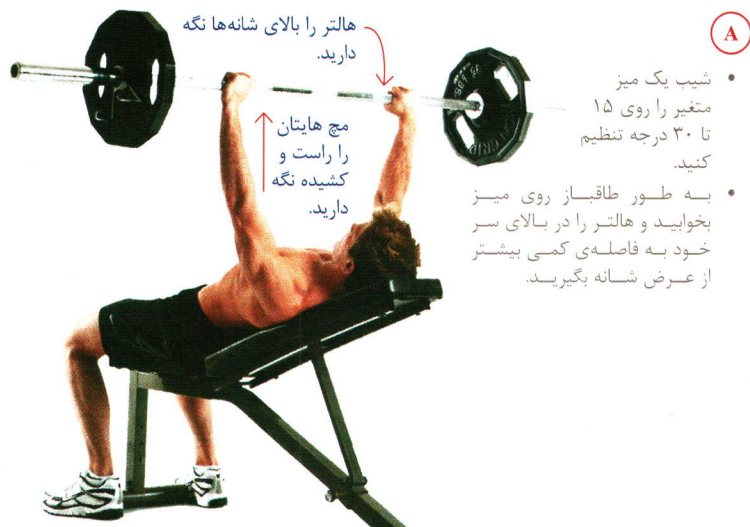 هالتر را بالای شانه‌ها نگه
دارید.
مچ هایتان
را راست و
کشیده نگه
دارید.
A
• شیب یک میز
متغیر را روی ۱۵
تا ۳۰ درجه تنظیم
کنید.
• به طور طاقباز روی میز
بخوابید و هالتر را در بالای سر
خود به فاصله‌ی کمی بیشتر
از عرض شانه بگیرید.